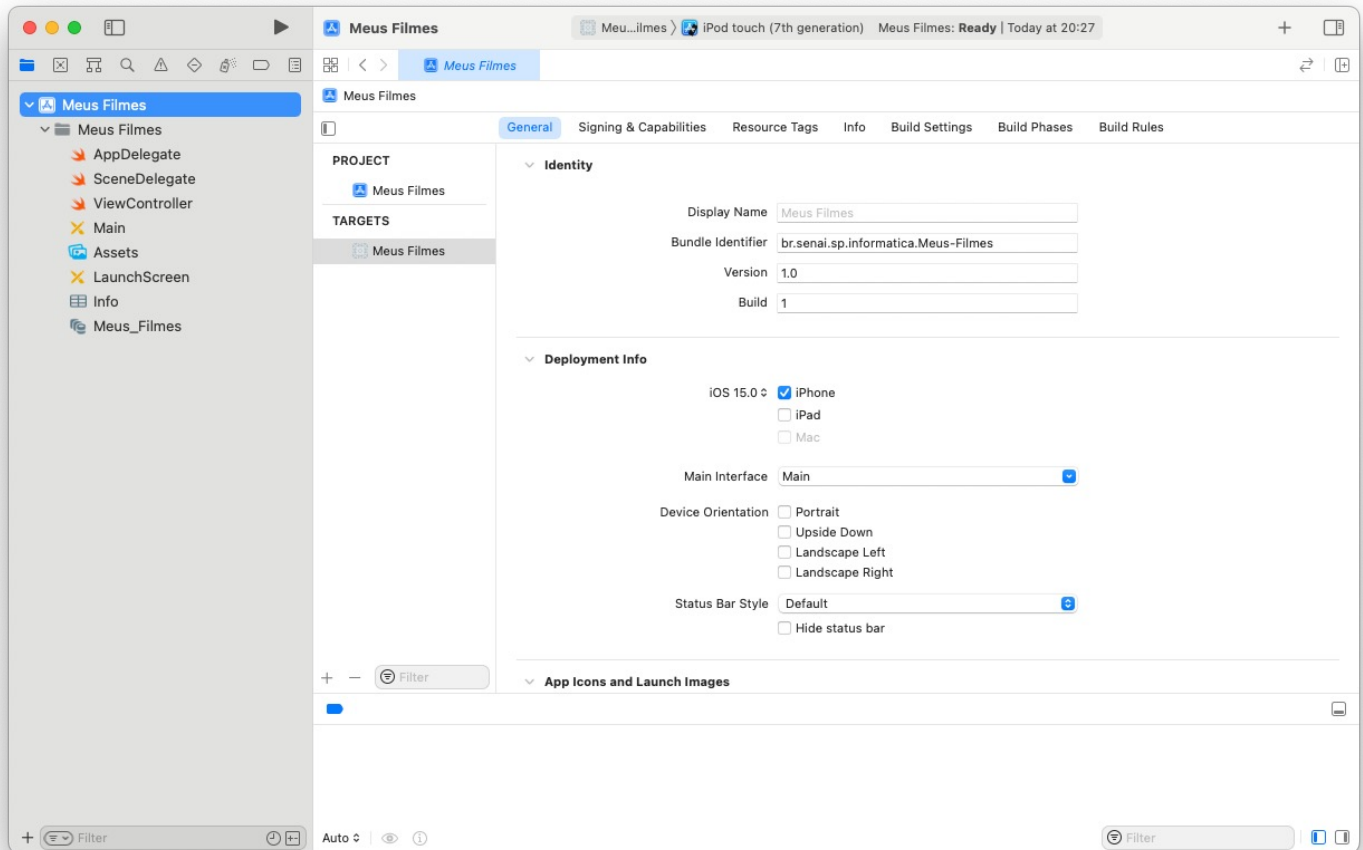 Meus Filmes
Meu...ilmes
iPod touch (7th generation)
Meus Filmes: Ready | Today at 20:27
Meus Filmes
Meus Filmes
Meus Filmes
AppDelegate
SceneDelegate
ViewController
Main
Assets
LaunchScreen
Info
Meus_Filmes
Filter
Meus Filmes
Meus Filmes
General
Signing & Capabilities
Resource Tags
Info
Build Settings
Build Phases
Build Rules
PROJECT
Meus Filmes
TARGETS
Meus Filmes
Filter
Identity
Display Name Meus Filmes
Bundle Identifier br.senai.sp.informatica.Meus-Filmes
Version 1.0
Build 1
Deployment Info
iOS 15.0 iPhone
iPad
Mac
Main Interface Main
Device Orientation Portrait
Upside Down
Landscape Left
Landscape Right
Status Bar Style Default
Hide status bar
App Icons and Launch Images
Auto
Filter